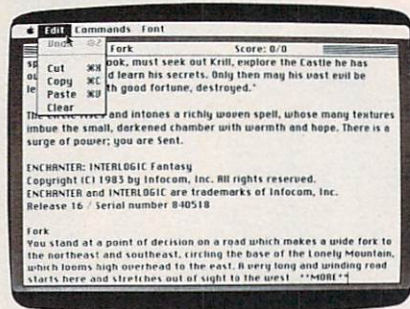 Edit Commands Font
Undo ⌘Z
Fork Score: 0/0
Cut ⌘X
Copy ⌘C
Paste ⌘V
Clear
sp ook, must seek out Krill, explore the Castle he has
ou d learn his secrets. Only then may his vast evil be
le th good fortune, destroyed."
The Circle rises and intones a richly woven spell, whose many textures
imbue the small, darkened chamber with warmth and hope. There is a
surge of power; you are Sent.
ENCHANTER: INTERLOGIC Fantasy
Copyright (C) 1983 by Infocom, Inc. All rights reserved.
ENCHANTER and INTERLOGIC are trademarks of Infocom, Inc.
Release 16 / Serial number 840518
Fork
You stand at a point of decision on a road which makes a wide fork to
the northeast and southeast, circling the base of the Lonely Mountain,
which looms high overhead to the east. A very long and winding road
starts here and stretches out of sight to the west. **MORE**